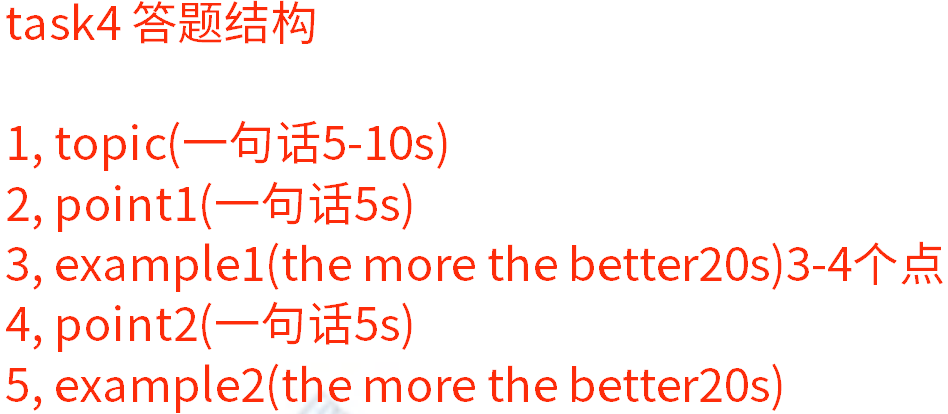 task4 答题结构
1, topic(一句话5-10s)
2, point1(一句话5s)
3, example1(the more the better20s)3-4个点
4, point2(一句话5s)
5, example2(the more the better20s)